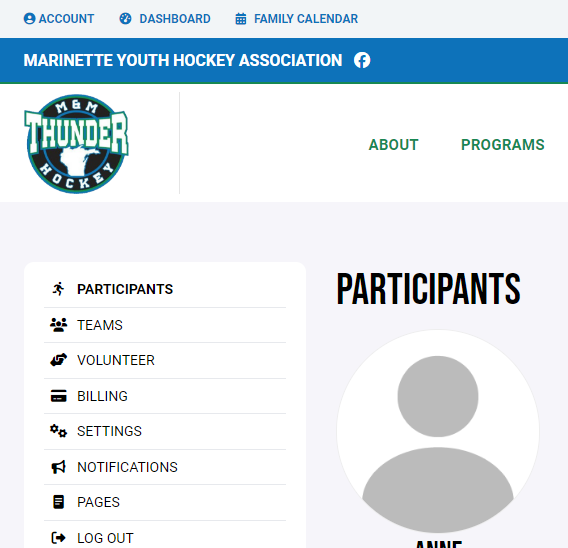 ACCOUNT DASHBOARD FAMILY CALENDAR
MARINETTE YOUTH HOCKEY ASSOCIATION
M & M
THUNDER
HOCKEY
ABOUT PROGRAMS
PARTICIPANTS
TEAMS
VOLUNTEER
BILLING
SETTINGS
NOTIFICATIONS
PAGES
LOG OUT
PARTICIPANTS
ANNE